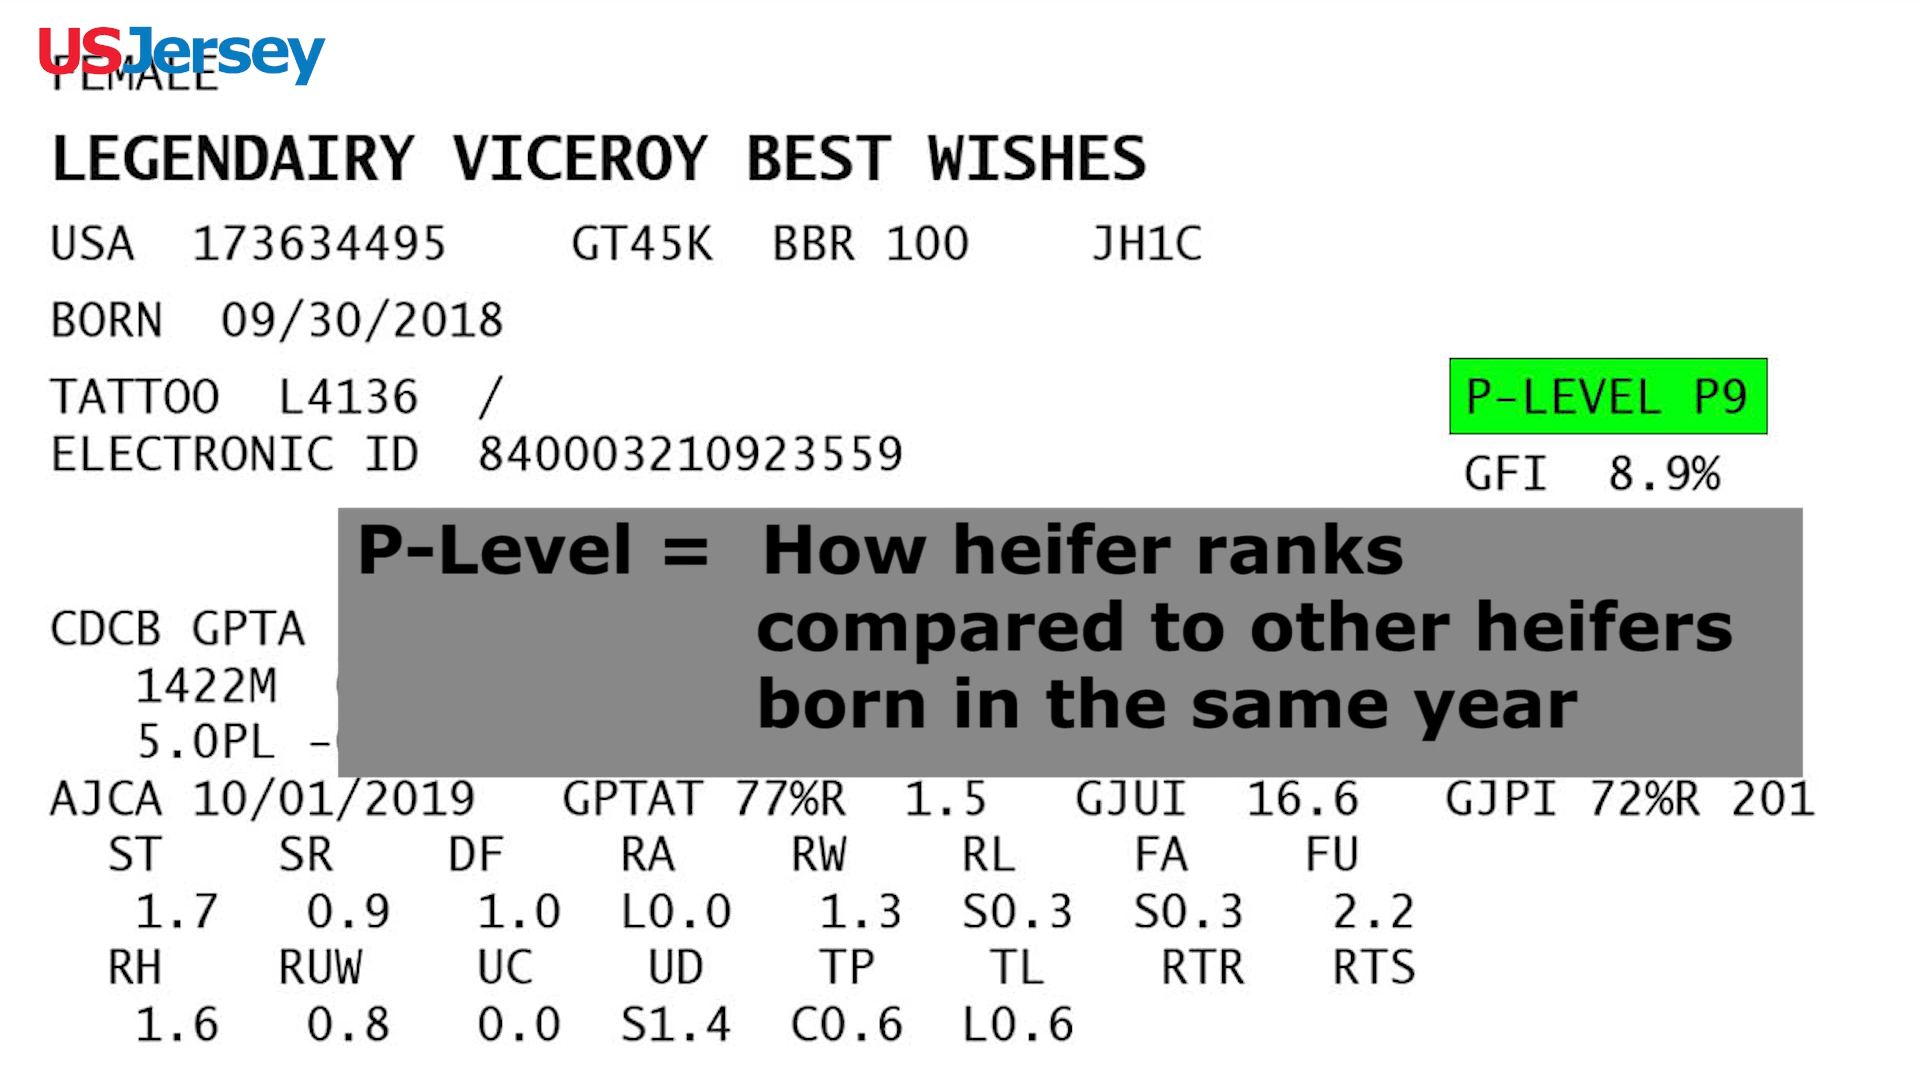 USJersey
FEMALE
LEGENDAIRY VICEROY BEST WISHES
USA 173634495 GT45K BBR 100 JH1C
BORN 09/30/2018
TATTOO L4136 / P-LEVEL P9
ELECTRONIC ID 840003210923559
GFI 8.9%
P-Level = How heifer ranks
compared to other heifers
born in the same year
CDCB GPTA
1422M
5.0PL -
AJCA 10/01/2019 GPTAT 77%R 1.5 GJUI 16.6 GJPI 72%R 201
ST SR DF RA RW RL FA FU
1.7 0.9 1.0 L0.0 1.3 S0.3 S0.3 2.2
RH RUW UC UD TP TL RTR RTS
1.6 0.8 0.0 S1.4 C0.6 L0.6